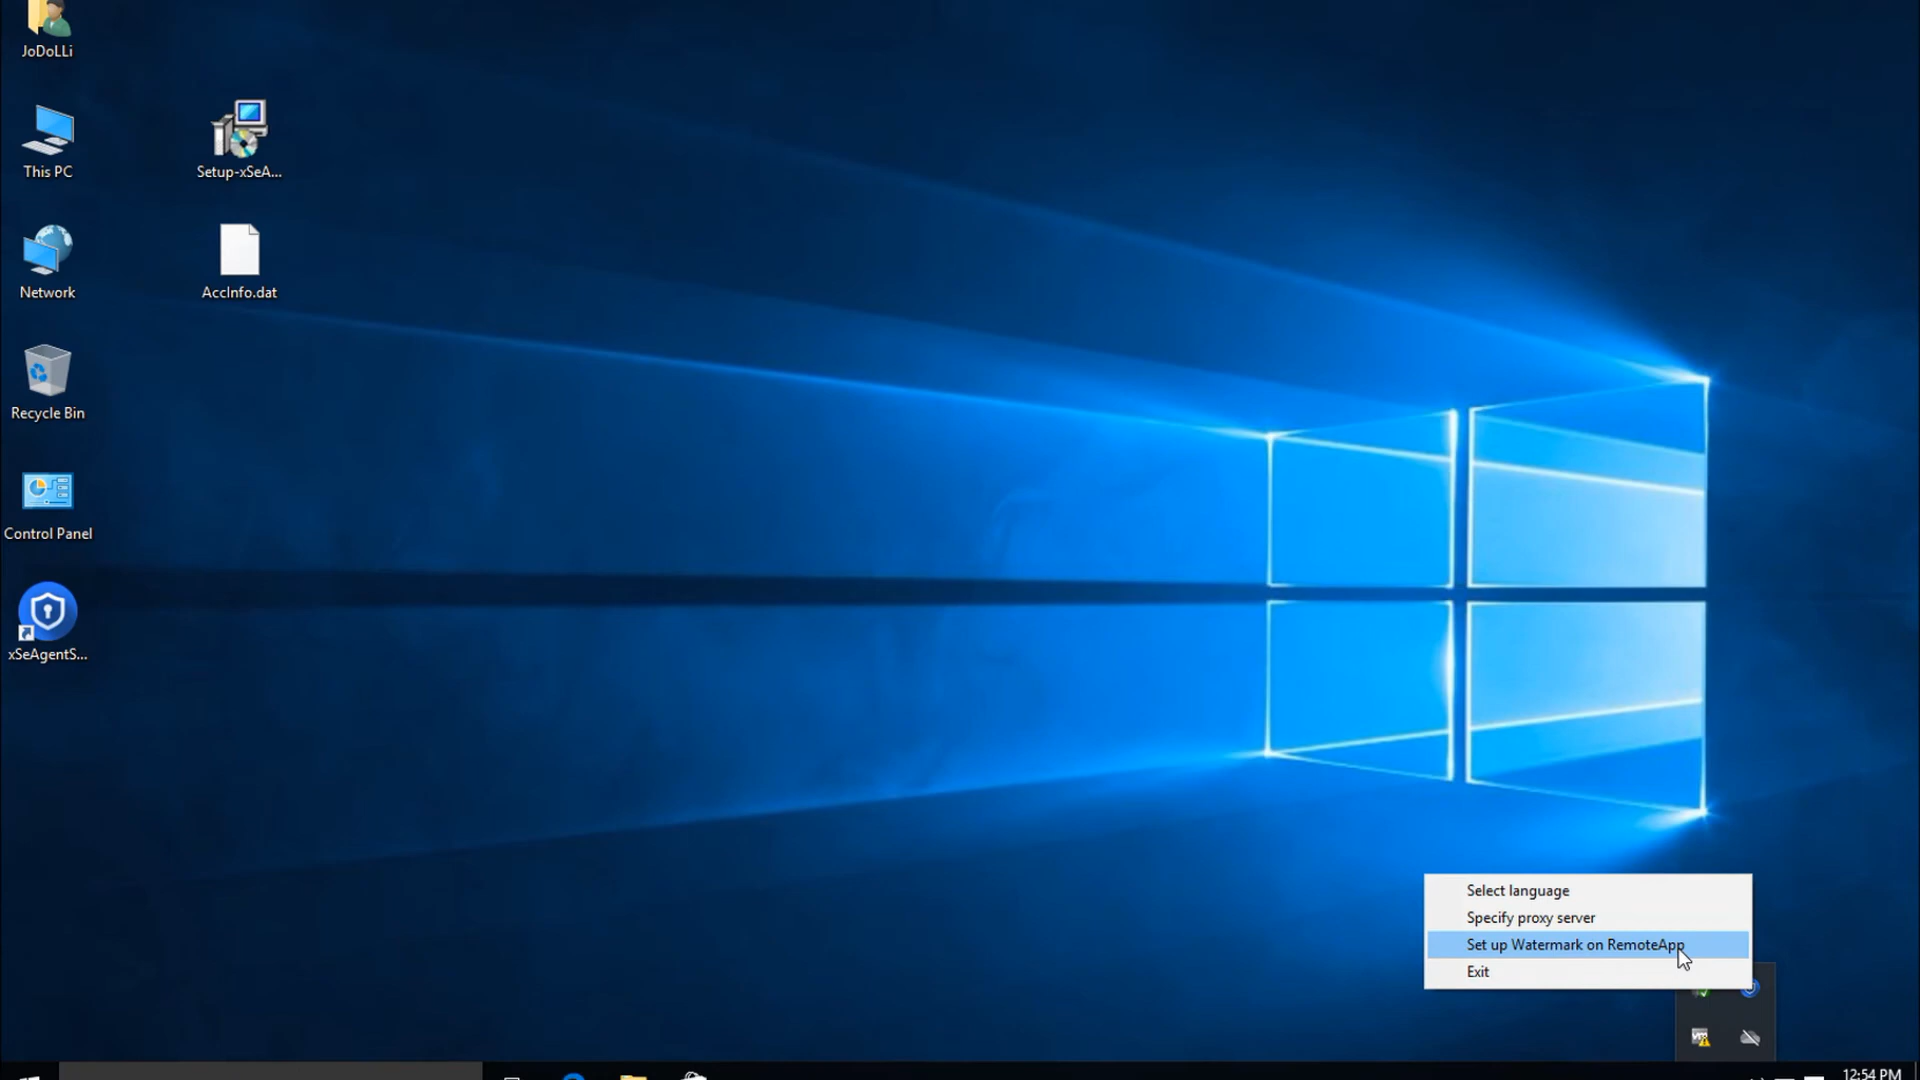 JoDoLLi
This PC
Setup-xSeA...
Network
AccInfo.dat
Recycle Bin
Control Panel
xSeAgentS...
Select language
Specify proxy server
Set up Watermark on RemoteApp
Exit
vm
12:54 PM